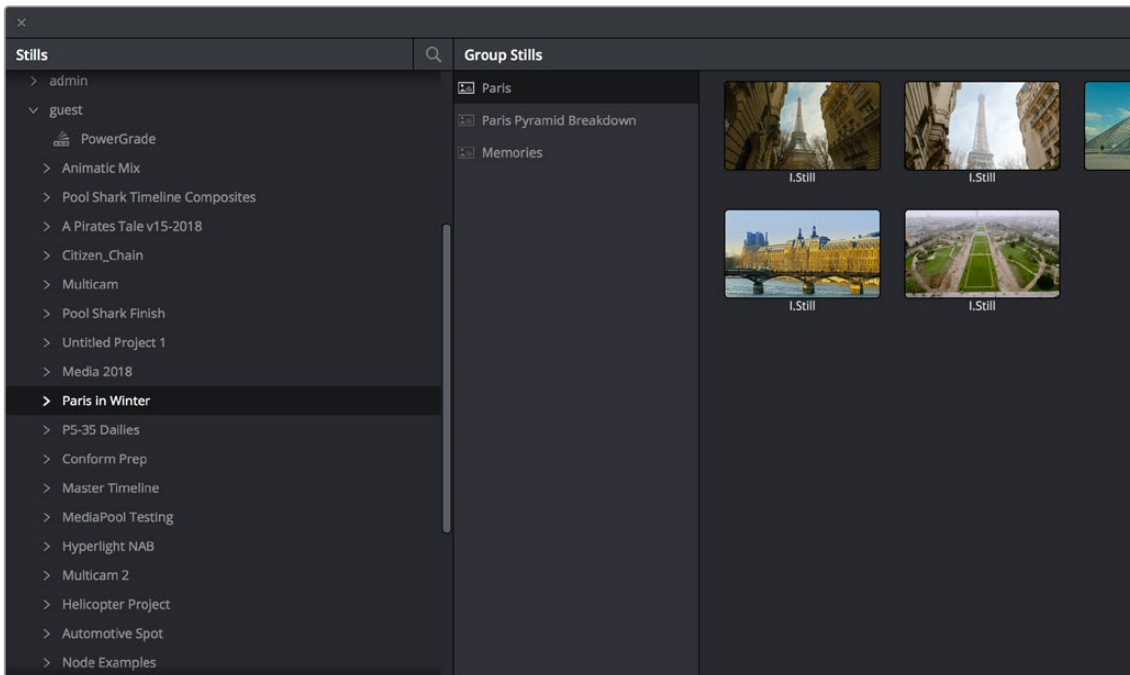 Stills
Group Stills
admin
guest
PowerGrade
Animatic Mix
Pool Shark Timeline Composites
A Pirates Tale v15-2018
Citizen_Chain
Multicam
Pool Shark Finish
Untitled Project 1
Media 2018
Paris in Winter
P5-35 Dailies
Conform Prep
Master Timeline
MediaPool Testing
Hyperlight NAB
Multicam 2
Helicopter Project
Automotive Spot
Node Examples
Paris
Paris Pyramid Breakdown
Memories
I.Still
I.Still
I.Still
I.Still